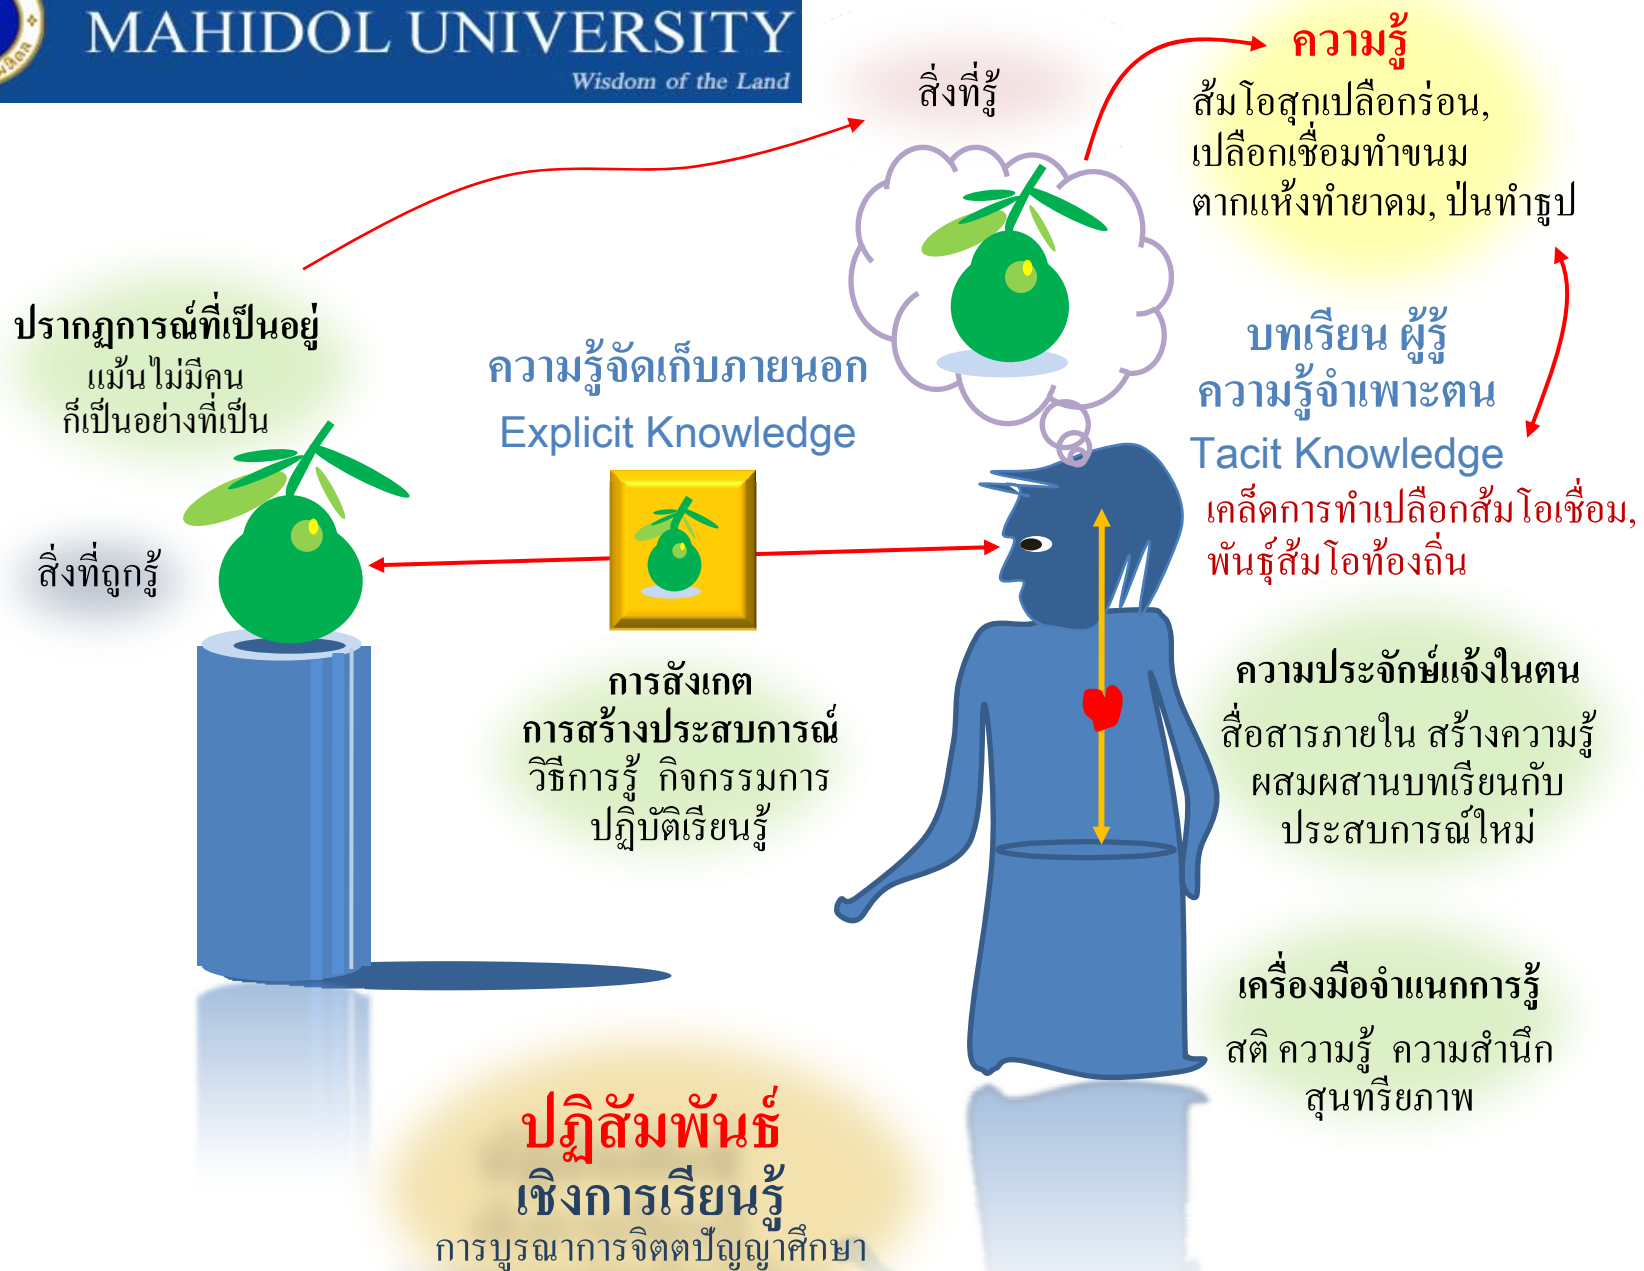 MAHIDOL UNIVERSITY
Wisdom of the Land
สิ่งที่รู้
ความรู้
ส้มโอสุกเปลือกร่อน,
เปลือกเชื่อมทำขนม
ตากแห้งทำยาดม, ป่นทำธูป
ปรากฏการณ์ที่เป็นอยู่
แม้นไม่มีคน
ก็เป็นอย่างที่เป็น
ความรู้จัดเก็บภายนอก
Explicit Knowledge
บทเรียน ผู้รู้
ความรู้จำเพาะตน
Tacit Knowledge
เคล็ดการทำเปลือกส้มโอเชื่อม,
พันธุ์ส้มโอท้องถิ่น
สิ่งที่ถูกรู้
การสังเกต
การสร้างประสบการณ์
วิธีการรู้ กิจกรรมการ
ปฏิบัติเรียนรู้
ความประจักษ์แจ้งในตน
สื่อสารภายใน สร้างความรู้
ผสมผสานบทเรียนกับ
ประสบการณ์ใหม่
เครื่องมือจำแนกการรู้
สติ ความรู้ ความสำนึก
สุนทรียภาพ
ปฏิสัมพันธ์
เชิงการเรียนรู้
การบูรณาการจิตตปัญญาศึกษา